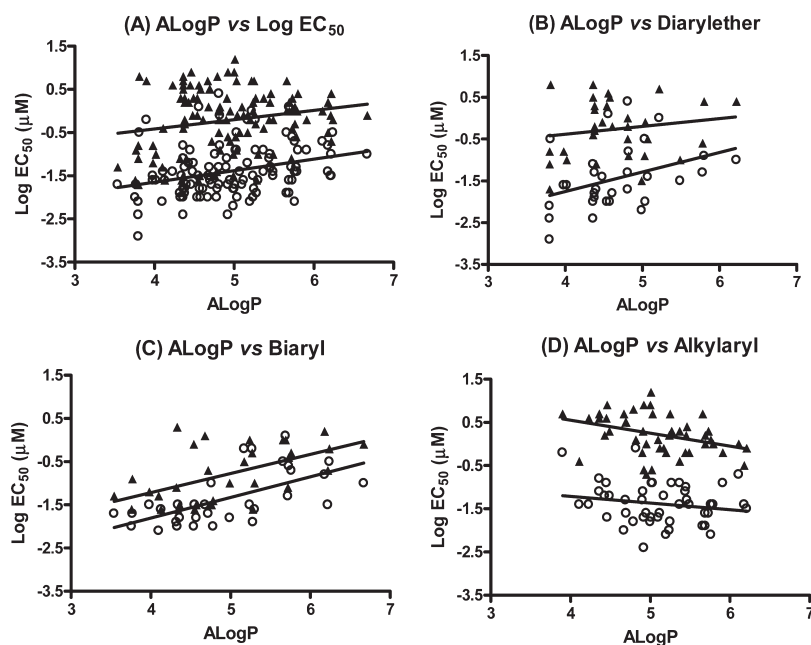 (A) ALogP vs Log EC50
Log EC50 (µM)
1.5
0.5
-0.5
-1.5
-2.5
-3.5
3 4 5 6 7
ALogP
(B) ALogP vs Diarylether
Log EC50 (µM)
1.5
0.5
-0.5
-1.5
-2.5
-3.5
3 4 5 6 7
ALogP
(C) ALogP vs Biaryl
Log EC50 (µM)
1.5
0.5
-0.5
-1.5
-2.5
-3.5
3 4 5 6 7
ALogP
(D) ALogP vs Alkylaryl
Log EC50 (µM)
1.5
0.5
-0.5
-1.5
-2.5
-3.5
3 4 5 6 7
ALogP